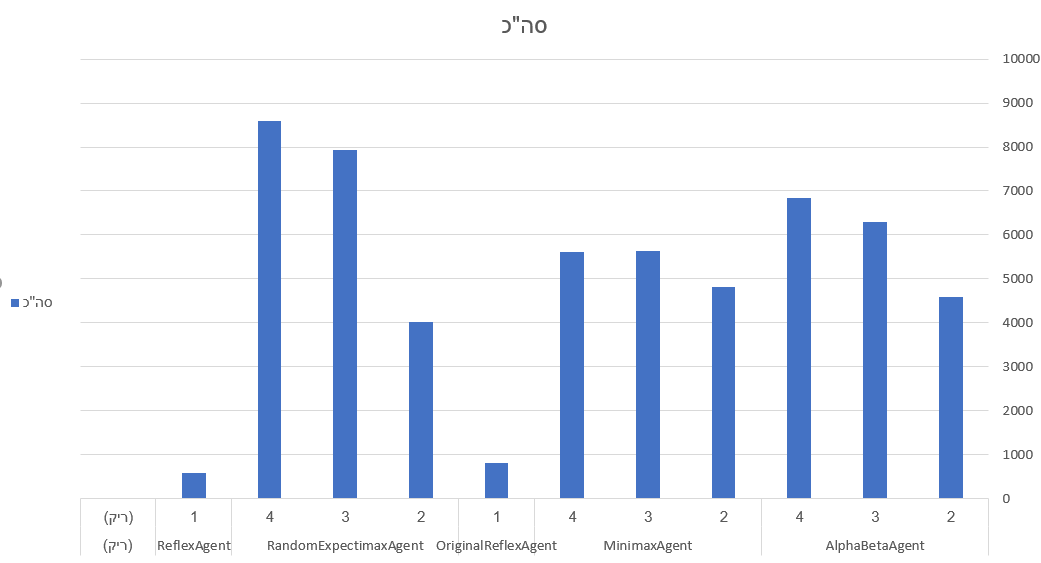 סה"כ
10000
9000
8000
7000
6000
5000
4000
3000
2000
1000
0
סה"כ
2 3 4 2 3 4 1 2 3 4 1 (ריק)
AlphaBetaAgent MinimaxAgent OriginalReflexAgent RandomExpectimaxAgent ReflexAgent (ריק)